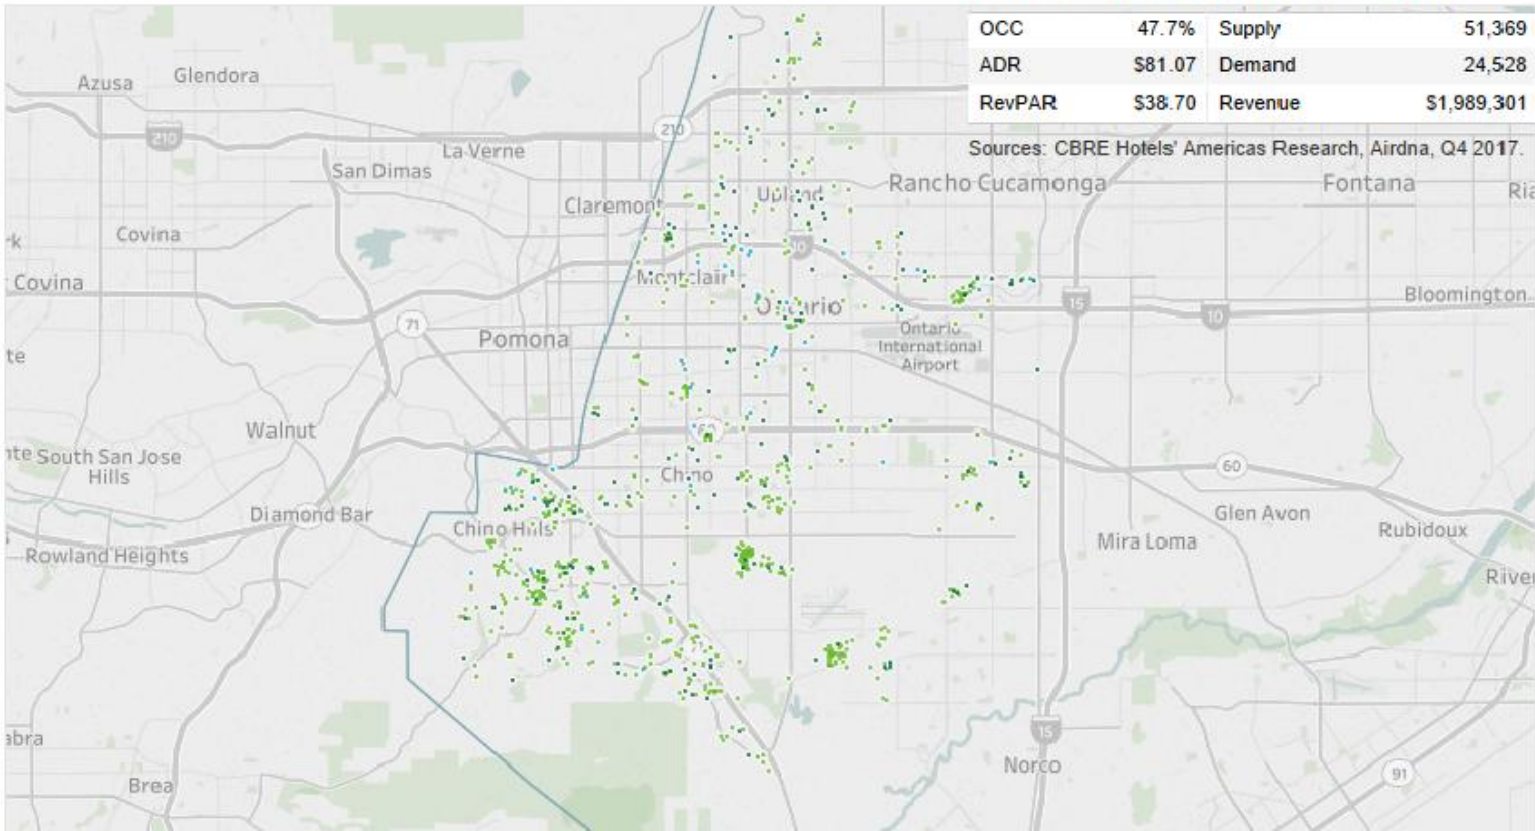 OCC 47.7% Supply 51,369
ADR $81.07 Demand 24,528
RevPAR $38.70 Revenue $1,989,301
Sources: CBRE Hotels' Americas Research, Airdna, Q4 2017.
Azusa
Glendora
210
210
La Verne
San Dimas
Claremont
Upland
Rancho Cucamonga
Fontana
Covina
10
Covina
Montclair
Ontario
15
10
Bloomington
71
Pomona
Ontario
International
Airport
Walnut
60
South San Jose
Hills
Chino
60
Diamond Bar
Chino Hills
Glen Avon
Rubidoux
Mira Loma
Rowland Heights
15
Norco
Brea
91